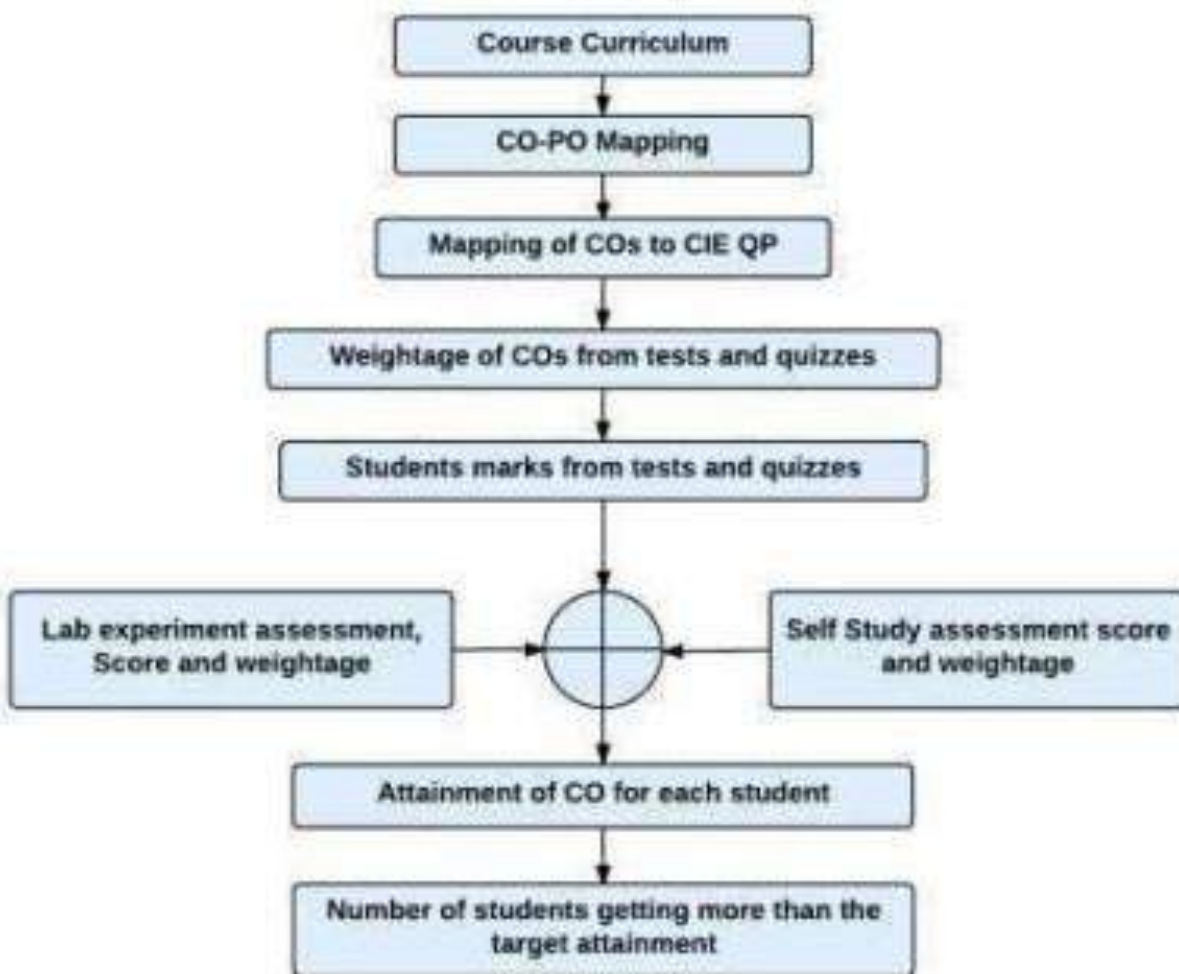 Course Curriculum
CO-PO Mapping
Mapping of COs to CIE QP
Weightage of COs from tests and quizzes
Students marks from tests and quizzes
Lab experiment assessment,
Score and weightage
Self Study assessment score
and weightage
Attainment of CO for each student
Number of students getting more than the
target attainment